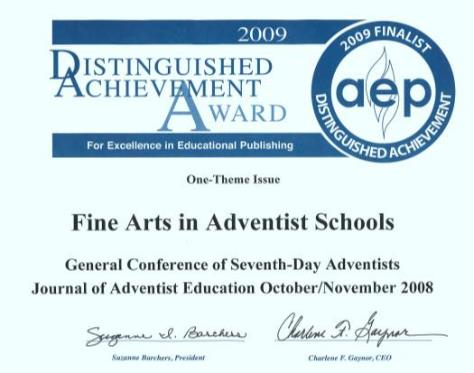 2009
DISTINGUISHED
ACHIEVEMENT
AWARD
For Excellence in Educational Publishing
2009 FINALIST
aep
DISTINGUISHED ACHIEVEMENT
One-Theme Issue
Fine Arts in Adventist Schools
General Conference of Seventh-Day Adventists
Journal of Adventist Education October/November 2008
Suzanne I. Barchers
Charlene F. Gaynor
Suzanne Barchers, President
Charlene F. Gaynor, CEO